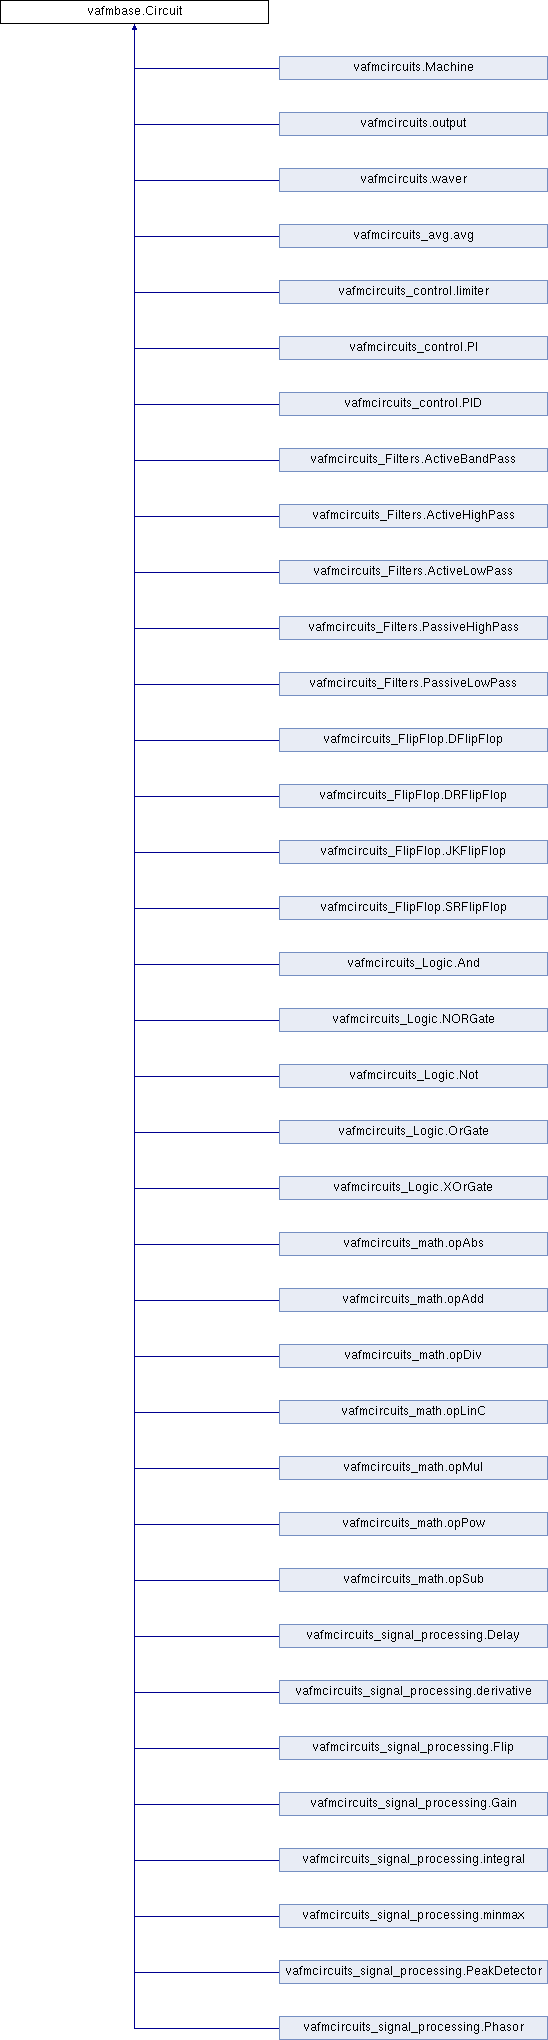 vafmbase.Circuit
vafmcircuits.Machine
vafmcircuits.output
vafmcircuits.waver
vafmcircuits_avg.avg
vafmcircuits_control.limiter
vafmcircuits_control.PI
vafmcircuits_control.PID
vafmcircuits_Filters.ActiveBandPass
vafmcircuits_Filters.ActiveHighPass
vafmcircuits_Filters.ActiveLowPass
vafmcircuits_Filters.PassiveHighPass
vafmcircuits_Filters.PassiveLowPass
vafmcircuits_FlipFlop.DFlipFlop
vafmcircuits_FlipFlop.DRFlipFlop
vafmcircuits_FlipFlop.JKFlipFlop
vafmcircuits_FlipFlop.SRFlipFlop
vafmcircuits_Logic.And
vafmcircuits_Logic.NORGate
vafmcircuits_Logic.Not
vafmcircuits_Logic.OrGate
vafmcircuits_Logic.XOrGate
vafmcircuits_math.opAbs
vafmcircuits_math.opAdd
vafmcircuits_math.opDiv
vafmcircuits_math.opLinC
vafmcircuits_math.opMul
vafmcircuits_math.opPow
vafmcircuits_math.opSub
vafmcircuits_signal_processing.Delay
vafmcircuits_signal_processing.derivative
vafmcircuits_signal_processing.Flip
vafmcircuits_signal_processing.Gain
vafmcircuits_signal_processing.integral
vafmcircuits_signal_processing.minmax
vafmcircuits_signal_processing.PeakDetector
vafmcircuits_signal_processing.Phasor